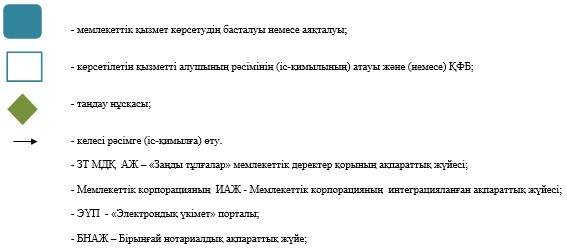 - мемлекеттік қызмет көрсетудің басталуы немесе аяқталуы;
- көрсетілетін қызметті алушының рәсімінің (іс-қимылының) атауы және (немесе) ҚФБ;
- таңдау нұсқасы;
- келесі рәсімге (іс-қимылға) өту.
- ЗТ МДҚ АЖ – «Заңды тұлғалар» мемлекеттік деректер қорының ақпараттық жүйесі;
- Мемлекеттік корпорацияның ИАЖ - Мемлекеттік корпорацияның интеграцияланған ақпараттық жүйесі;
- ЭҮП - «Электрондық үкімет» порталы;
- БНАЖ – Бірыңғай нотариалдық ақпараттық жүйе;